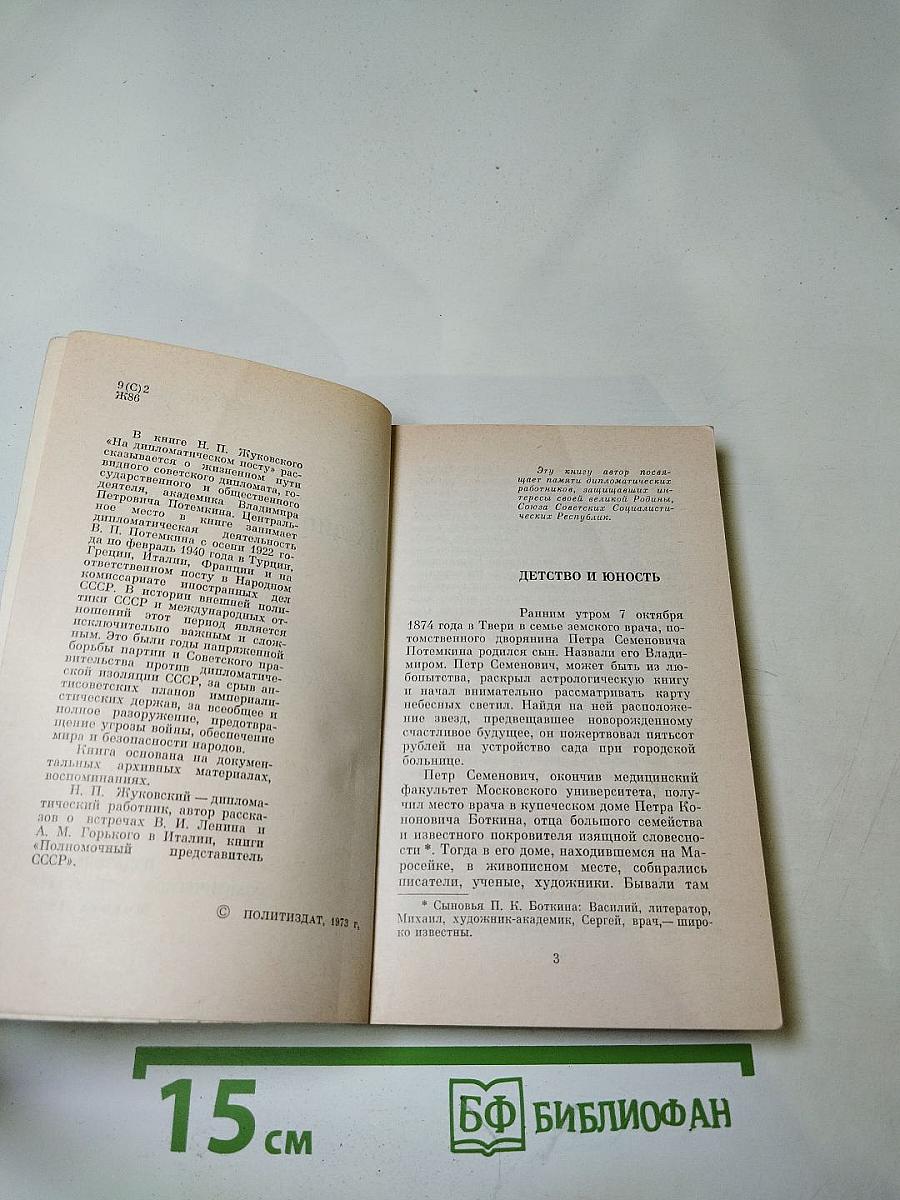 9(С)2
Ж86
В книге Н. П. Жуковского
«На дипломатическом посту» рас-
сказывается о жизненном пути
видного советского дипломата, го-
сударственного и общественного
деятеля, академика Владимира
Петровича Потемкина. Централь-
ное место в книге занимает
дипломатическая деятельность
В. П. Потемкина с осени 1922 го-
да по февраль 1940 года в Турции,
Греции, Италии, Франции и на
ответственном посту в Народном
комиссариате иностранных дел
СССР. В истории внешней поли-
тики СССР и международных от-
ношений этот период является
исключительно важным и слож-
ным. Это были годы напряженной
борьбы партии и Советского пра-
вительства против дипломатиче-
ской изоляции СССР, за срыв ан-
тисоветских планов империали-
стических держав, за всеобщее и
полное разоружение, предотвра-
щение угрозы войны, обеспечение
мира и безопасности народов.
Книга основана на докумен-
тальных архивных материалах,
воспоминаниях.
Н. П. Жуковский — диплома-
тический работник, автор расска-
зов о встречах В. И. Ленина и
А. М. Горького в Италии, книги
«Полномочный представитель
СССР».
© ПОЛИТИЗДАТ, 1973 г,
Эту книгу автор посвя-
щает памяти дипломатических
работников, защищавших ин-
тересы своей великой Родины,
Союза Советских Социалисти-
ческих Республик.
ДЕТСТВО И ЮНОСТЬ
Ранним утром 7 октября
1874 года в Твери в семье земского врача, по-
томственного дворянина Петра Семеновича
Потемкина родился сын. Назвали его Влади-
миром. Петр Семенович, может быть из лю-
бопытства, раскрыл астрологическую книгу
и начал внимательно рассматривать карту
небесных светил. Найдя на ней расположе-
ние звезд, предвещавшее новорожденному
счастливое будущее, он пожертвовал пятьсот
рублей на устройство сада при городской
больнице.
Петр Семенович, окончив медицинский
факультет Московского университета, полу-
чил место врача в купеческом доме Петра Ко-
ноновича Боткина, отца большого семейства
и известного покровителя изящной словесно-
сти *. Тогда в его доме, находившемся на Ма-
росейке, в живописном месте, собирались
писатели, ученые, художники. Бывали там
* Сыновья П. К. Боткина: Василий, литератор,
Михаил, художник-академик, Сергей, врач,— широ-
ко известны.
3
15 см
БФ БИБЛИОФАН